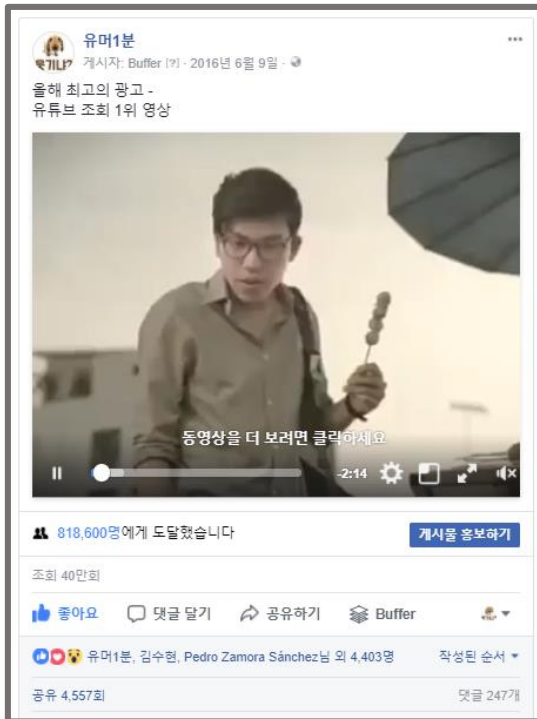 유머1분
웃기냐?
게시자: Buffer [?] · 2016년 6월 9일 ·
올해 최고의 광고 -
유튜브 조회 1위 영상
동영상을 더 보려면 클릭하세요
-2:14
818,600명에게 도달했습니다
게시물 홍보하기
조회 40만회
좋아요 댓글 달기 공유하기 Buffer
유머1분, 김수현, Pedro Zamora Sánchez님 외 4,403명 작성된 순서
공유 4,557회 댓글 247개